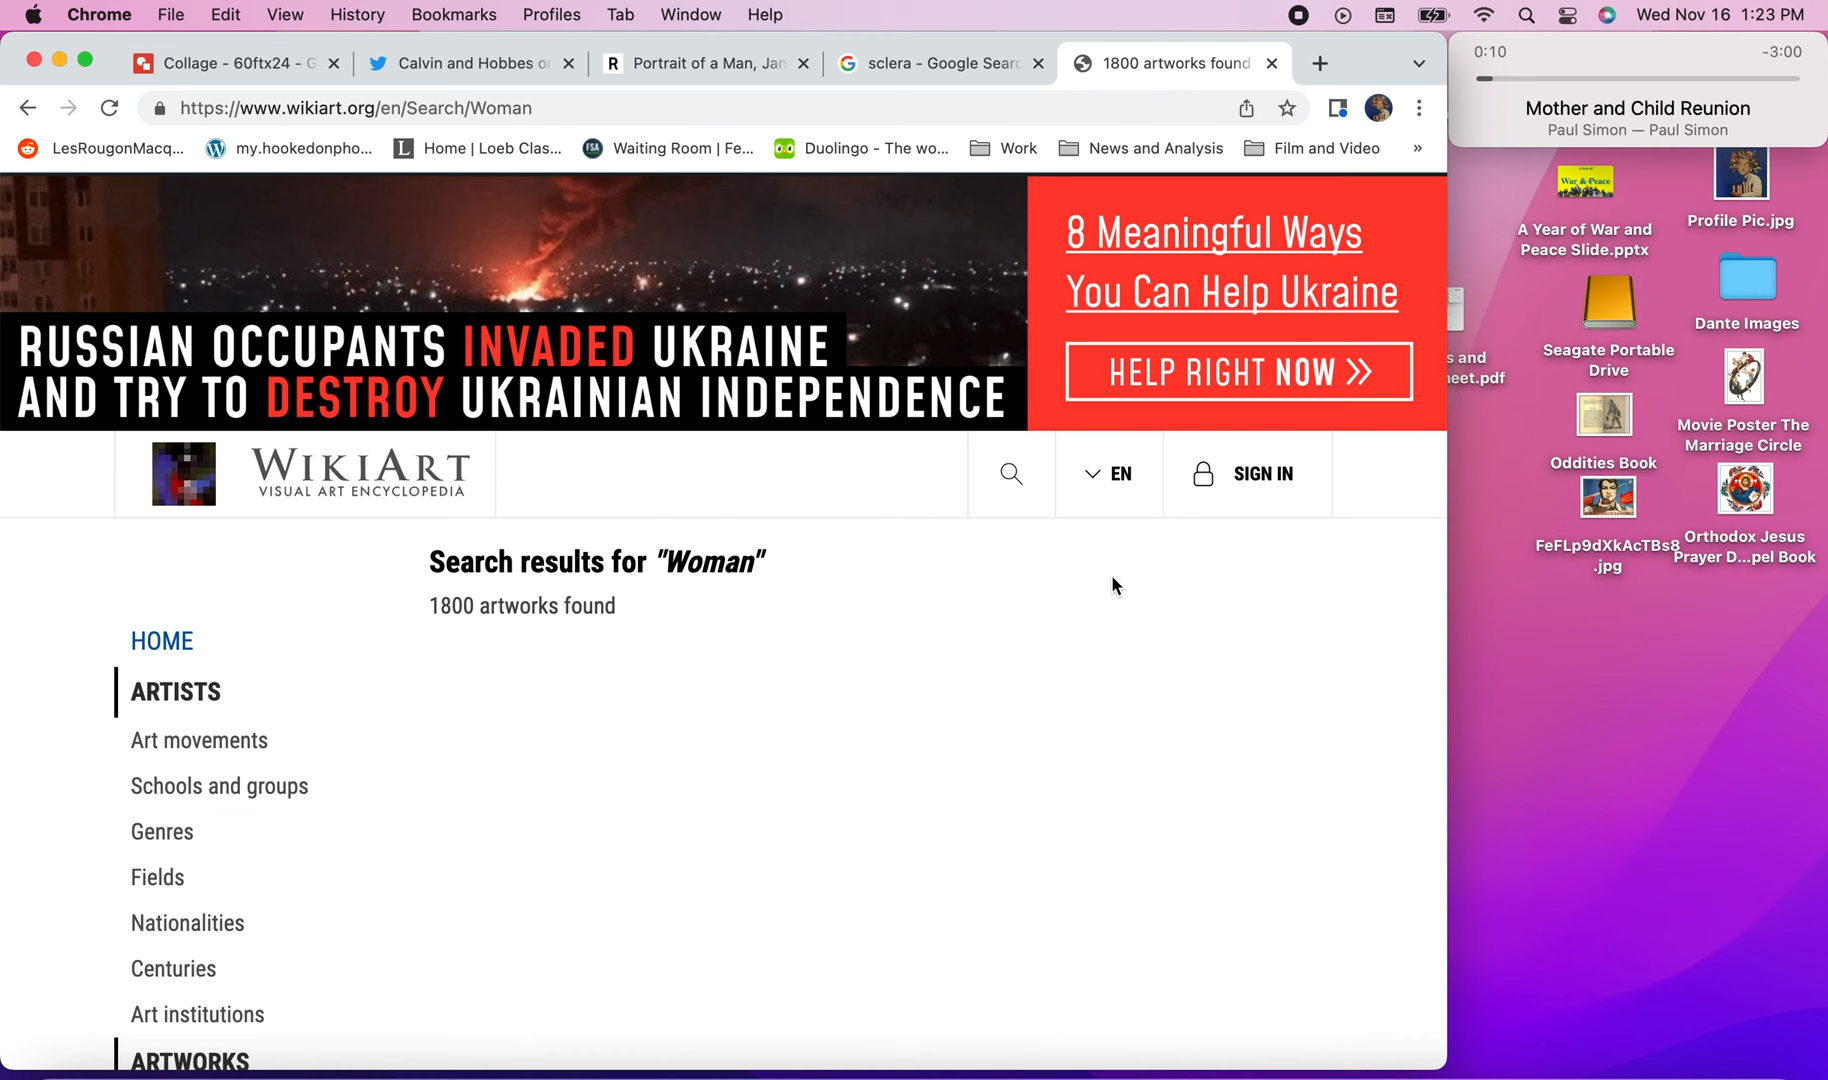 Chrome File Edit View History Bookmarks Profiles Tab Window Help
Wed Nov 16 1:23 PM
Collage - 60ftx24 - G
Calvin and Hobbes or
R Portrait of a Man, Jan
sclera - Google Searc
1800 artworks found
https://www.wikiart.org/en/Search/Woman
LesRougonMacq...
my.hookedonpho...
L Home | Loeb Clas...
FSA Waiting Room | Fe...
Duolingo - The wo...
Work
News and Analysis
Film and Video
»
0:10 -3:00
Mother and Child Reunion
Paul Simon — Paul Simon
RUSSIAN OCCUPANTS INVADED UKRAINE
AND TRY TO DESTROY UKRAINIAN INDEPENDENCE
8 Meaningful Ways
You Can Help Ukraine
HELP RIGHT NOW >>
WIKIART
VISUAL ART ENCYCLOPEDIA
EN
SIGN IN
Search results for "Woman"
1800 artworks found
HOME
ARTISTS
Art movements
Schools and groups
Genres
Fields
Nationalities
Centuries
Art institutions
ARTWORKS
War & Peace
A Year of War and
Peace Slide.pptx
Profile Pic.jpg
Seagate Portable
Drive
Dante Images
s and
eet.pdf
Oddities Book
Movie Poster The
Marriage Circle
FeFLp9dXkAcTBs8
.jpg
Orthodox Jesus
Prayer D...pel Book